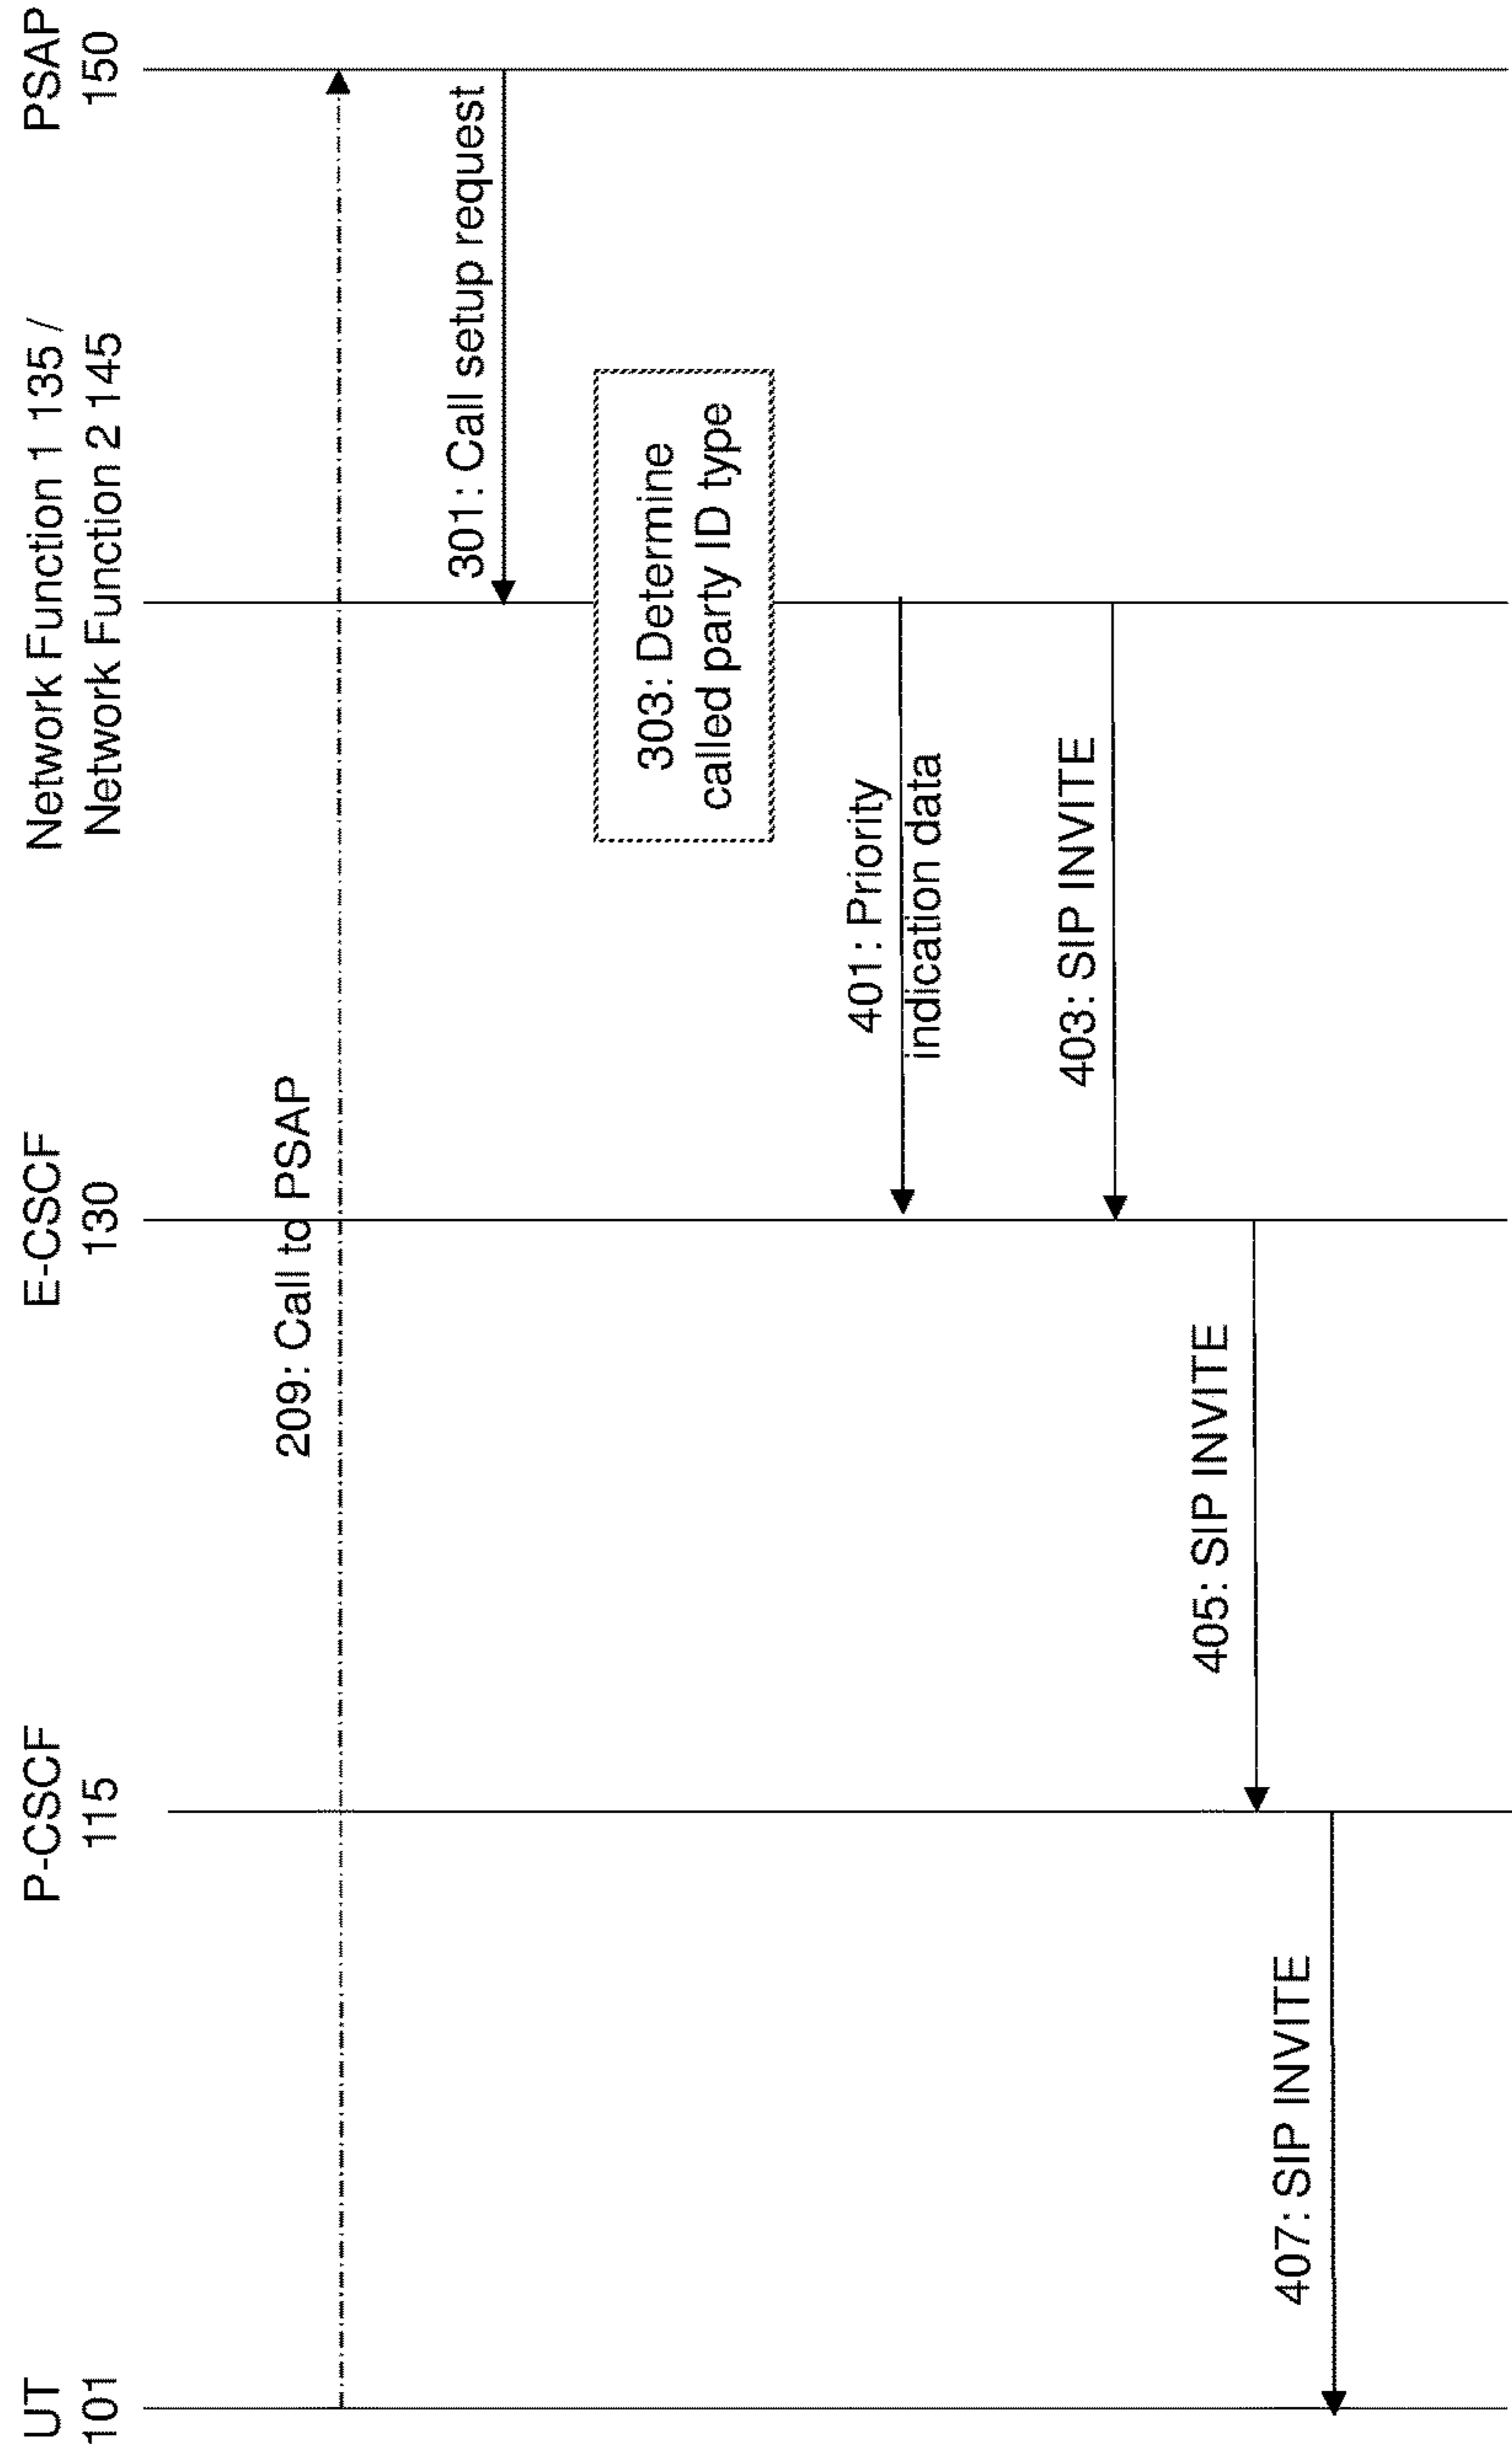 UT
101
P-CSCF
115
E-CSCF
130
Network Function 1 135 /
Network Function 2 145
PSAP
150
209: Call to PSAP
301: Call setup request
303: Determine
called party ID type
401: Priority
indication data
403: SIP INVITE
405: SIP INVITE
407: SIP INVITE